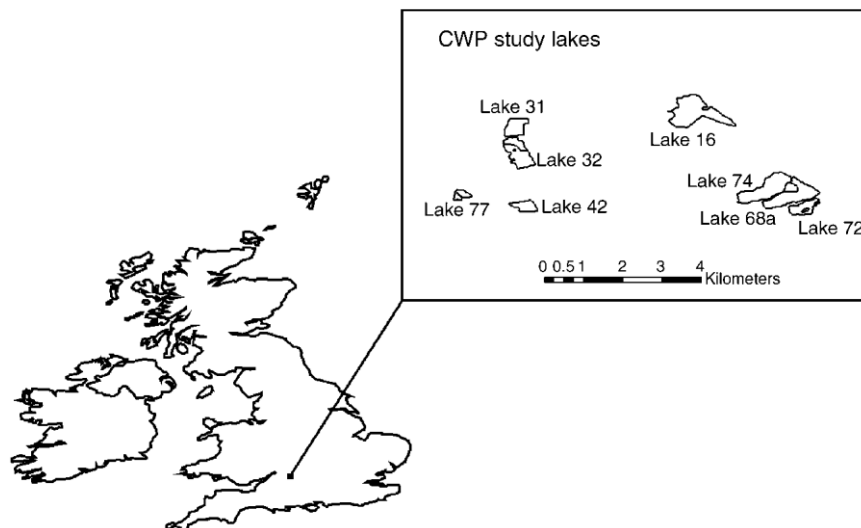 CWP study lakes
Lake 31
Lake 16
Lake 32
Lake 74
Lake 77
Lake 42
Lake 68a
Lake 72
0 0.5 1 2 3 4
Kilometers